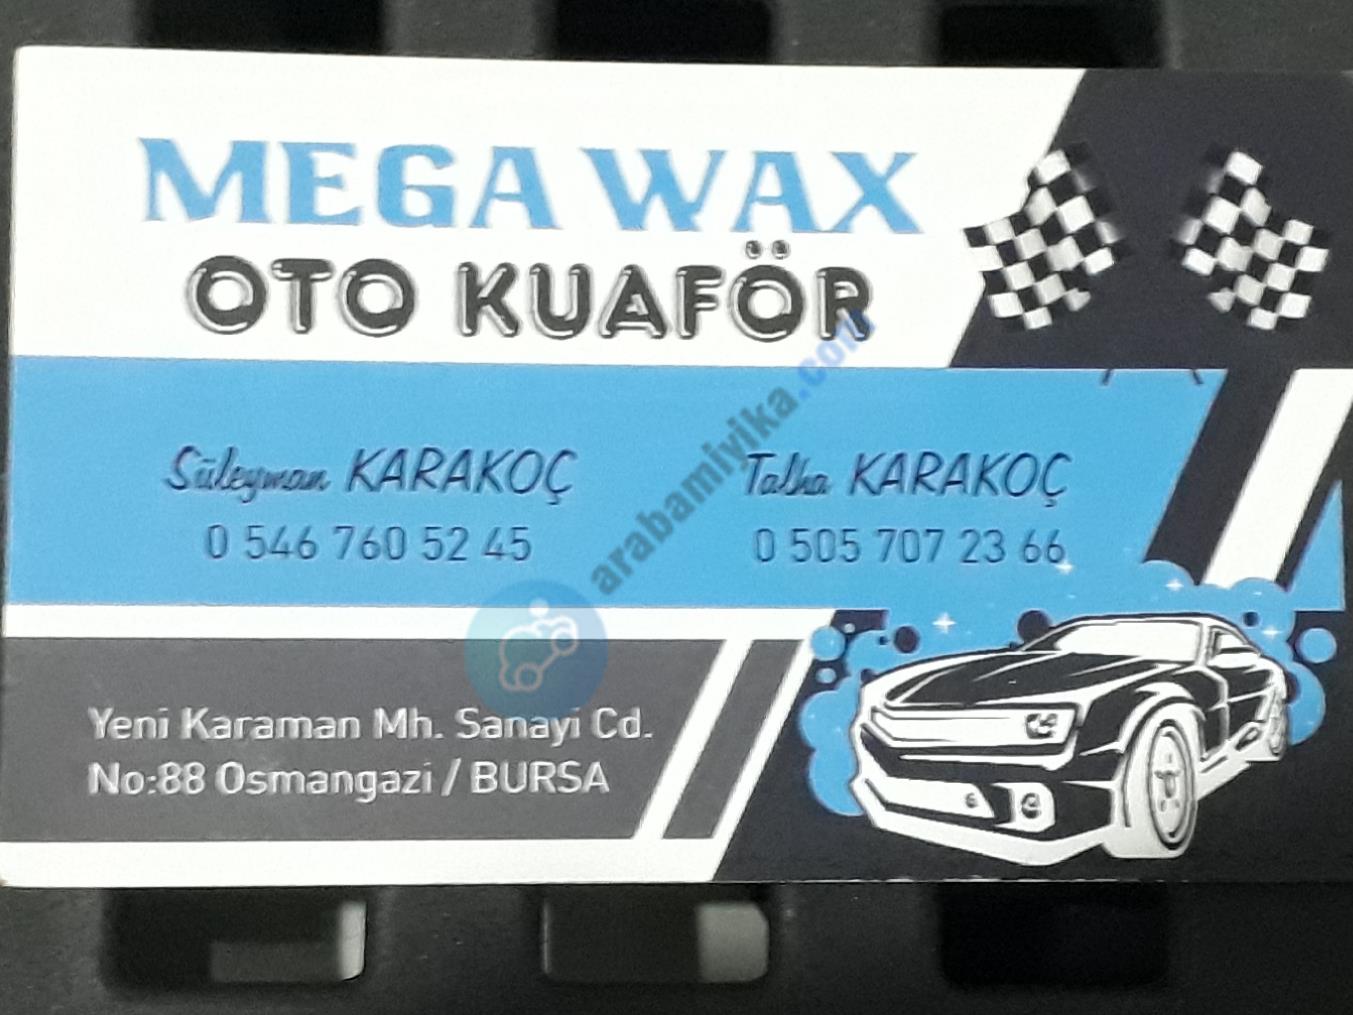 MEGA WAX
OTO KUAFÖR
Süleyman KARAKOÇ
0 546 760 52 45
Talha KARAKOÇ
0 505 707 23 66
arabamiyika.com
Yeni Karaman Mh. Sanayi Cd.
No:88 Osmangazi / BURSA